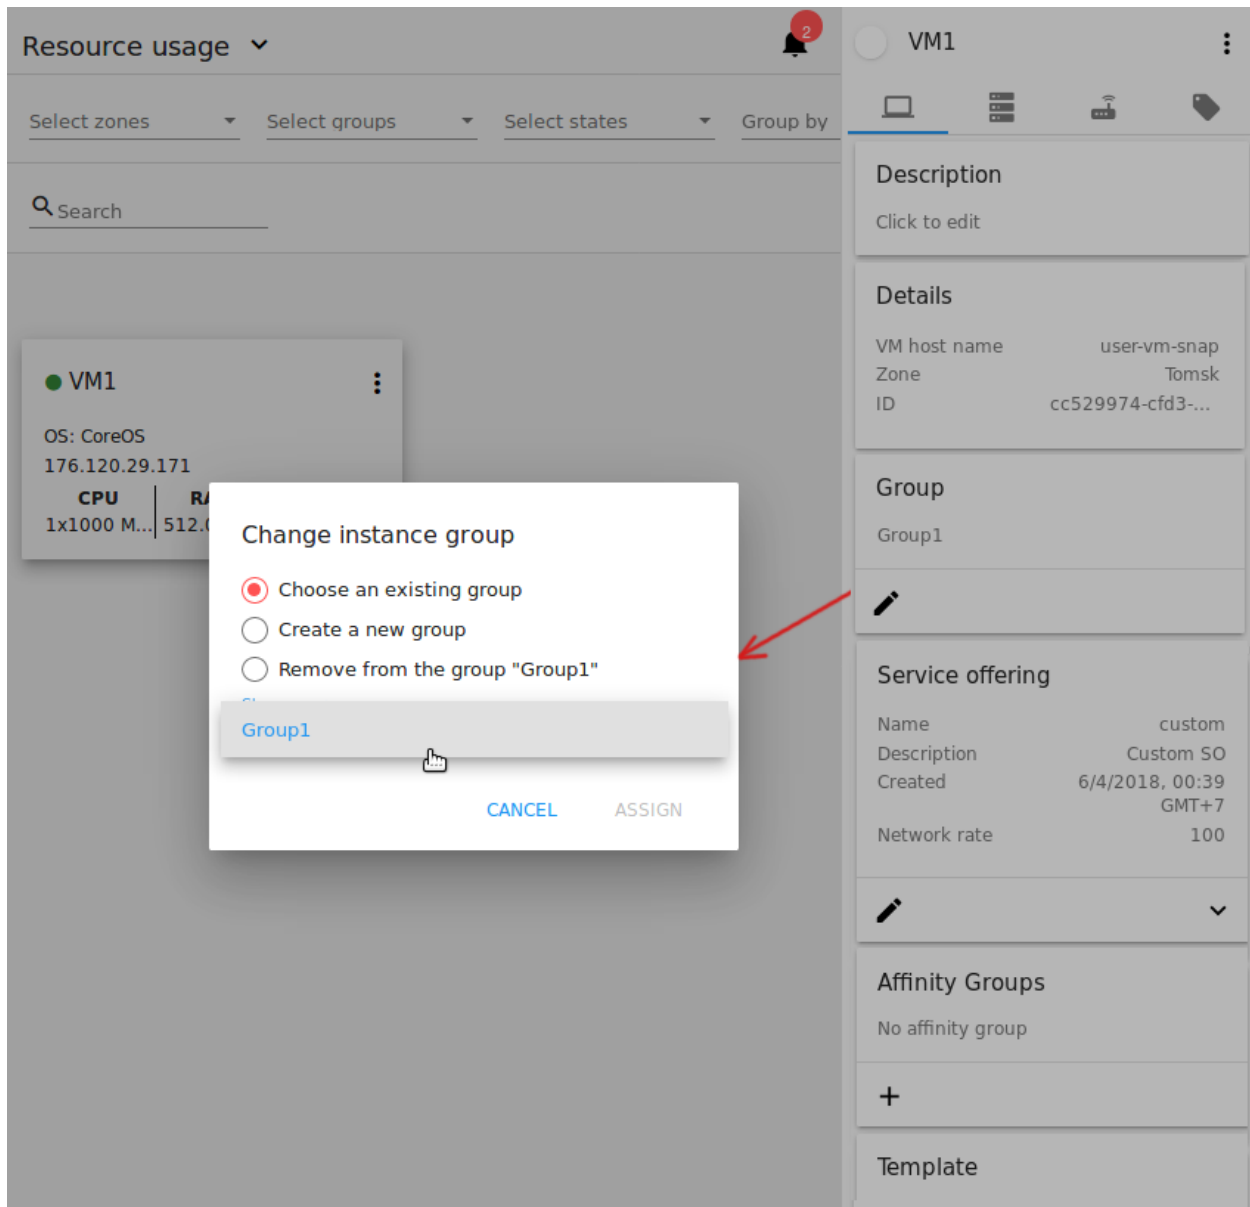 Resource usage
2
Select zones
Select groups
Select states
Group by
Search
VM1
OS: CoreOS
176.120.29.171
CPU
1x1000 M...
512.0
Change instance group
Choose an existing group
Create a new group
Remove from the group "Group1"
Group1
CANCEL
ASSIGN
VM1
Description
Click to edit
Details
VM host name user-vm-snap
Zone Tomsk
ID cc529974-cfd3-...
Group
Group1
Service offering
Name custom
Description Custom SO
Created 6/4/2018, 00:39
GMT+7
Network rate 100
Affinity Groups
No affinity group
Template